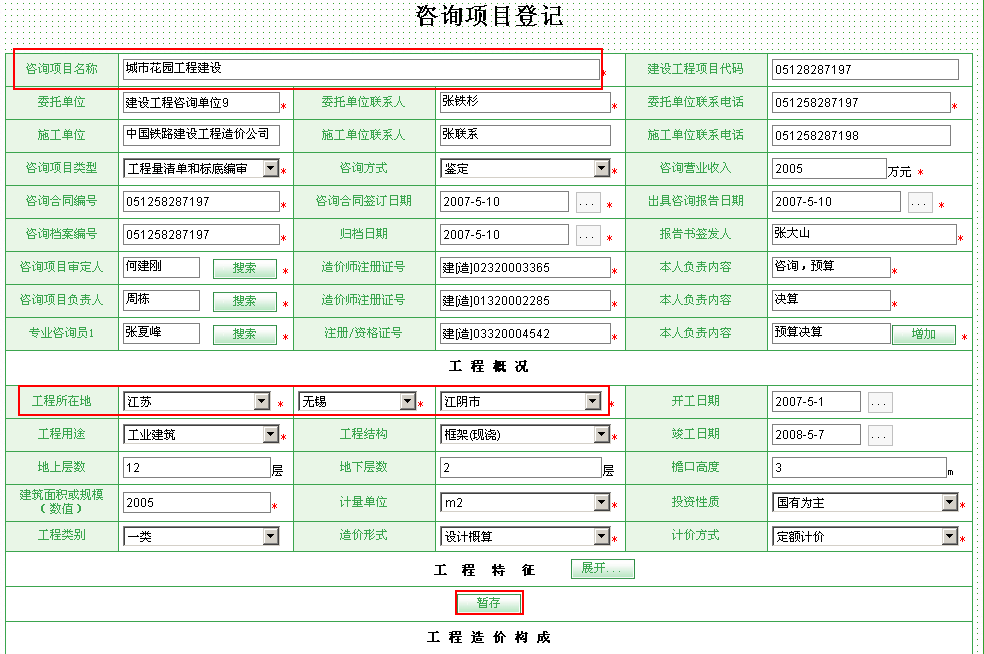 咨询项目登记
咨询项目名称 城市花园工程建设 * 建设工程项目代码 05128287197
委托单位 建设工程咨询单位9 * 委托单位联系人 张铁杉 * 委托单位联系电话 051258287197 *
施工单位 中国铁路建设工程造价公司 施工单位联系人 张联系 施工单位联系电话 051258287198
咨询项目类型 工程量清单和标底编审 * 咨询方式 鉴定 * 咨询营业收入 2005 万元 *
咨询合同编号 051258287197 * 咨询合同签订日期 2007-5-10 ... * 出具咨询报告日期 2007-5-10 ... *
咨询档案编号 051258287197 * 归档日期 2007-5-10 ... * 报告书签发人 张大山 *
咨询项目审定人 何建刚 搜索 * 造价师注册证号 建[造]02320003365 * 本人负责内容 咨询，预算 *
咨询项目负责人 周栋 搜索 * 造价师注册证号 建[造]01320002285 * 本人负责内容 决算 *
专业咨询员1 张夏峰 搜索 * 注册/资格证号 建[造]03320004542 * 本人负责内容 预算决算 增加 *
工程概况
工程所在地 江苏 * 无锡 * 江阴市 * 开工日期 2007-5-1 ...
工程用途 工业建筑 * 工程结构 框架(现浇) * 竣工日期 2008-5-7 ...
地上层数 12 层 地下层数 2 层 檐口高度 3 m
建筑面积或规模
（数值） 2005 * 计量单位 m2 * 投资性质 国有为主 *
工程类别 一类 造价形式 设计概算 * 计价方式 定额计价 *
工程特征 展开...
暂存
工程造价构成